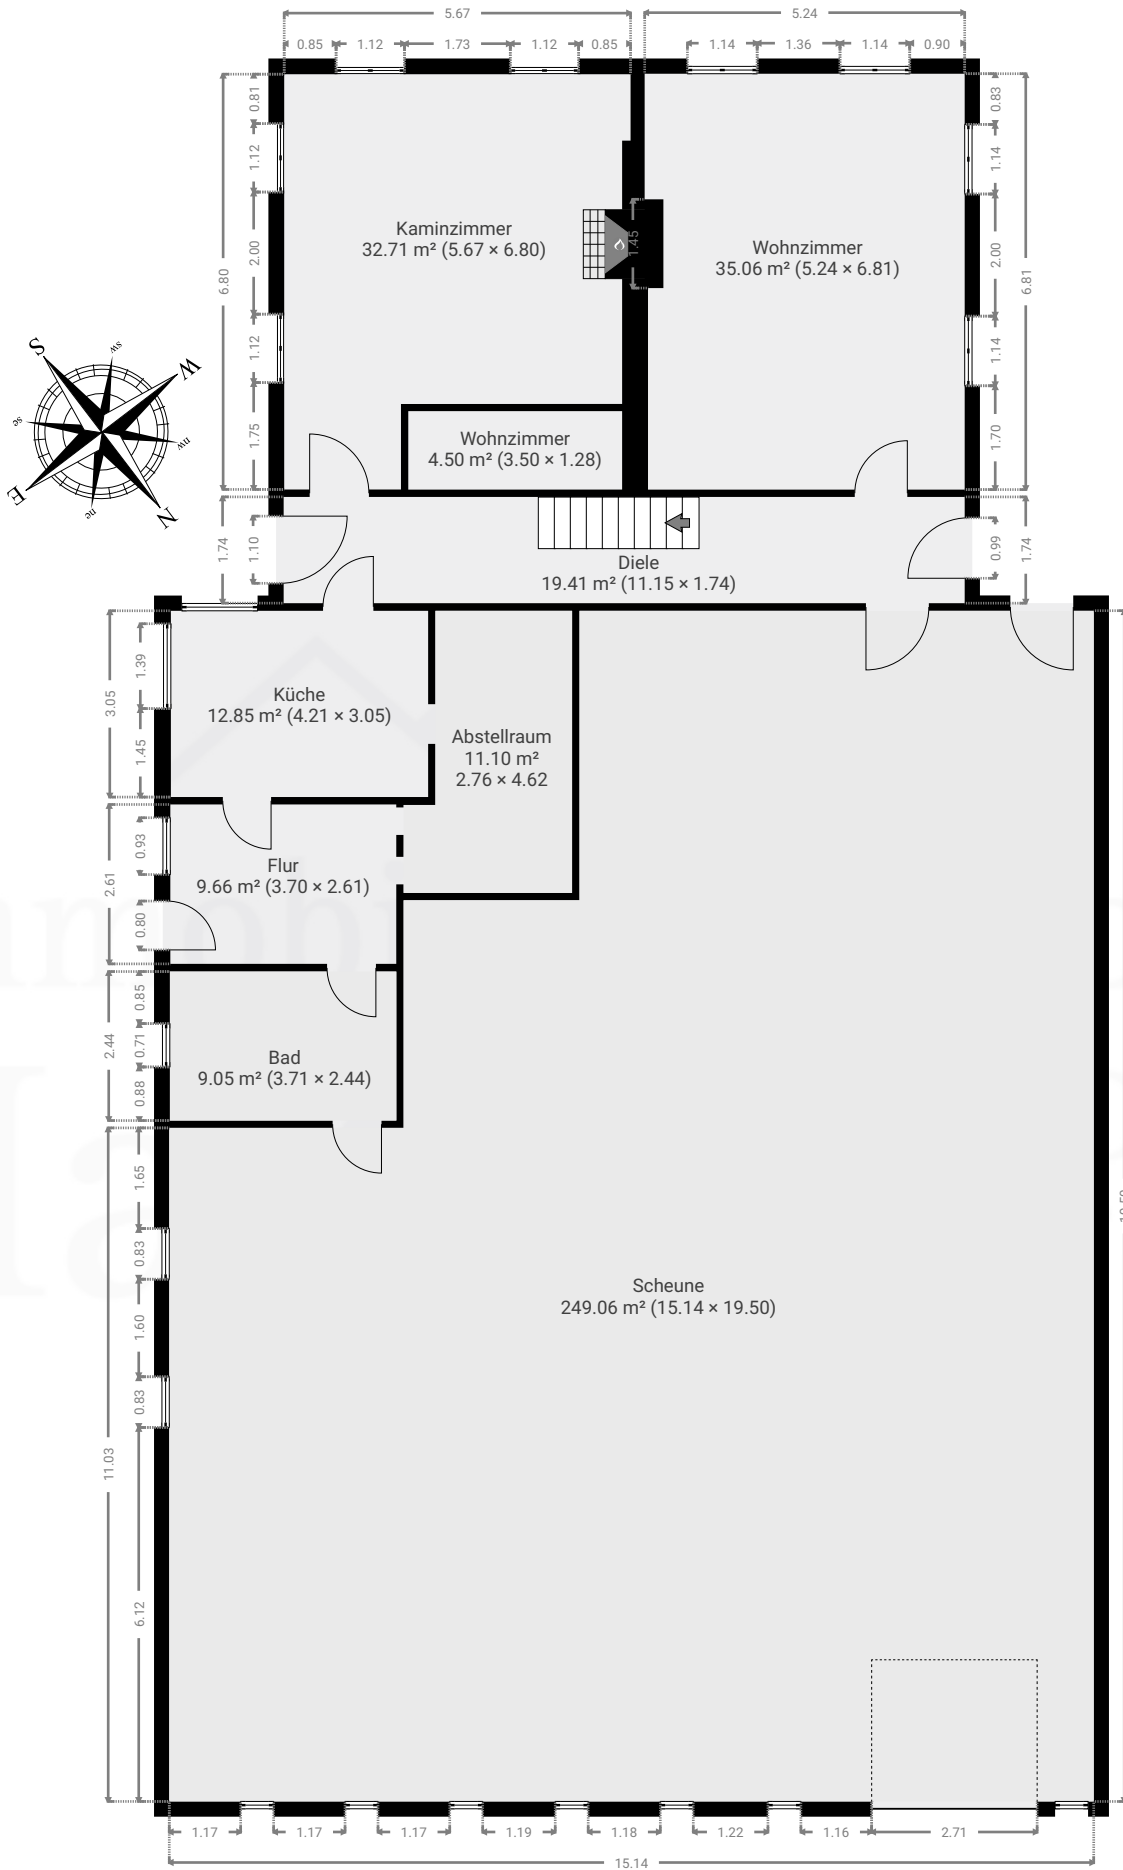 5.67
5.24
0.85
1.12
1.73
1.12
0.85
1.14
1.36
1.14
0.90
0.81
1.12
2.00
1.12
1.75
6.80
0.83
1.14
2.00
1.14
1.70
6.81
Kaminzimmer
32.71 m² (5.67 × 6.80)
1.45
Wohnzimmer
35.06 m² (5.24 × 6.81)
S
sw
W
se
nw
E
ne
N
Wohnzimmer
4.50 m² (3.50 × 1.28)
1.74
1.10
0.99
1.74
Diele
19.41 m² (11.15 × 1.74)
3.05
1.39
1.45
Küche
12.85 m² (4.21 × 3.05)
Abstellraum
11.10 m²
2.76 × 4.62
2.61
0.93
0.80
Flur
9.66 m² (3.70 × 2.61)
2.44
0.85
0.71
0.88
Bad
9.05 m² (3.71 × 2.44)
11.03
1.65
0.83
1.60
0.83
6.12
Scheune
249.06 m² (15.14 × 19.50)
1.17
1.17
1.17
1.19
1.18
1.22
1.16
2.71
15.14